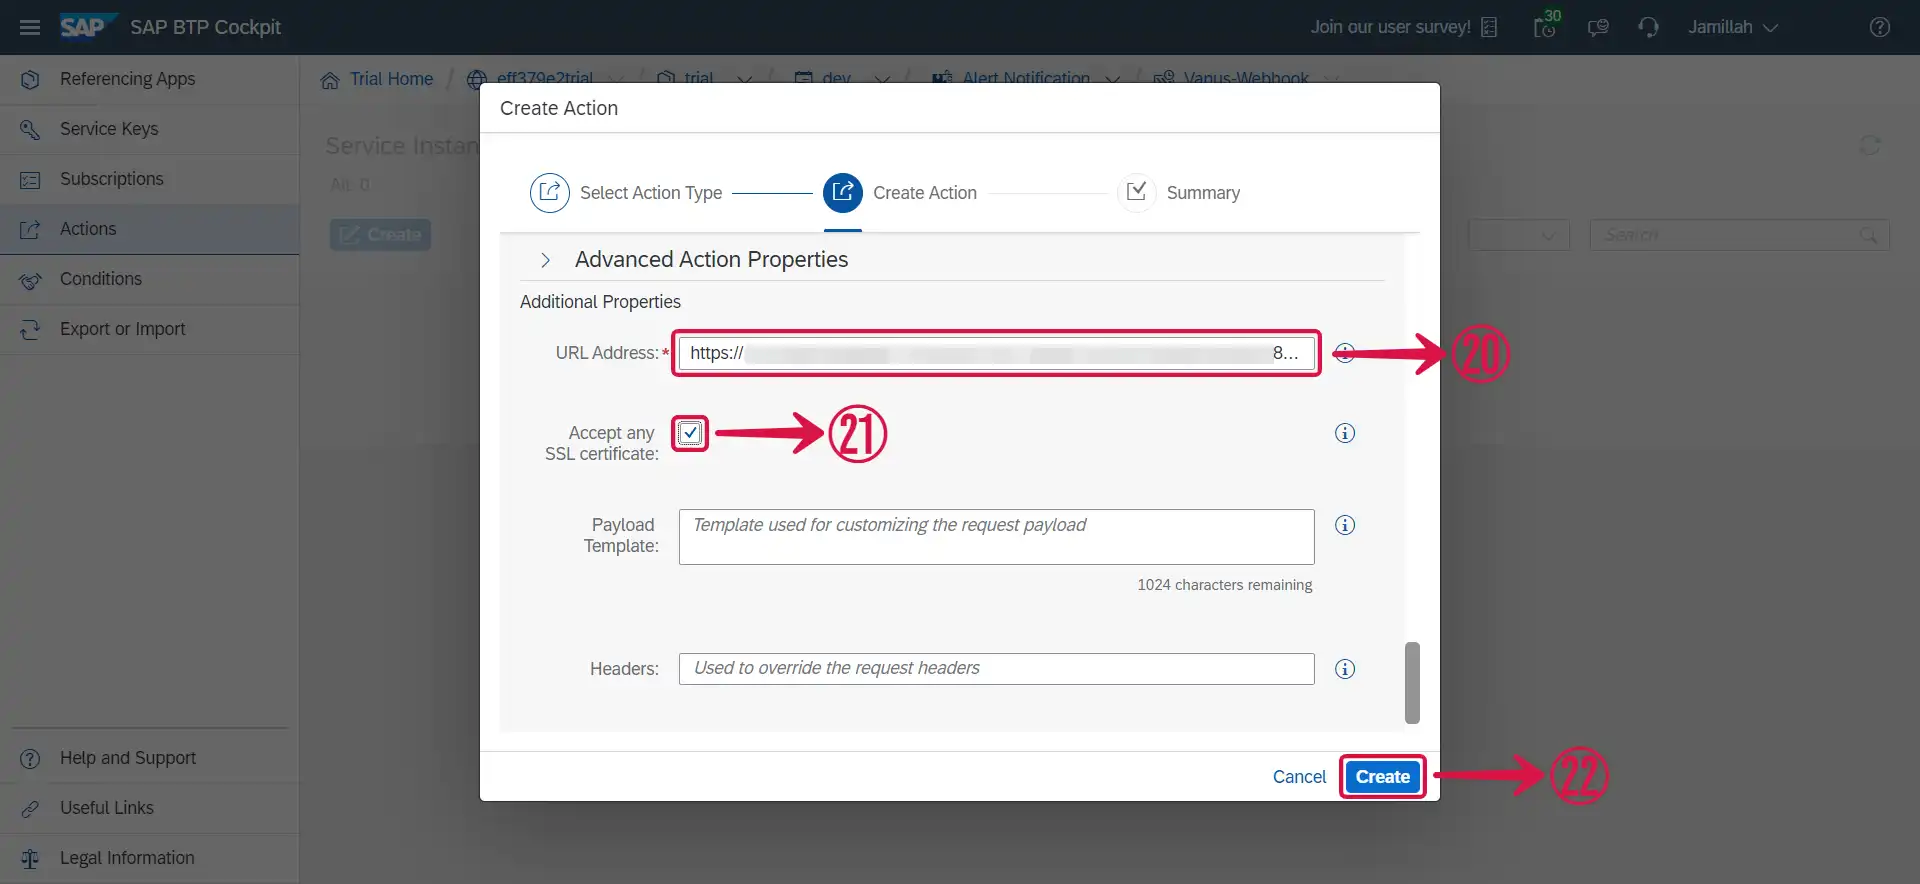 SAP SAP BTP Cockpit
Join our user survey!
30
Jamillah
Referencing Apps
Service Keys
Subscriptions
Actions
Conditions
Export or Import
Help and Support
Useful Links
Legal Information
Trial Home / eff379e2trial / trial / dev / Alert Notification / Vanus-Webhook
Service Instan
All: 0
Create
Search
Create Action
Select Action Type
Create Action
Summary
Advanced Action Properties
Additional Properties
URL Address:* https:// 8...
20
Accept any
SSL certificate:
21
Payload
Template:
Template used for customizing the request payload
1024 characters remaining
Headers: Used to override the request headers
Cancel Create
22